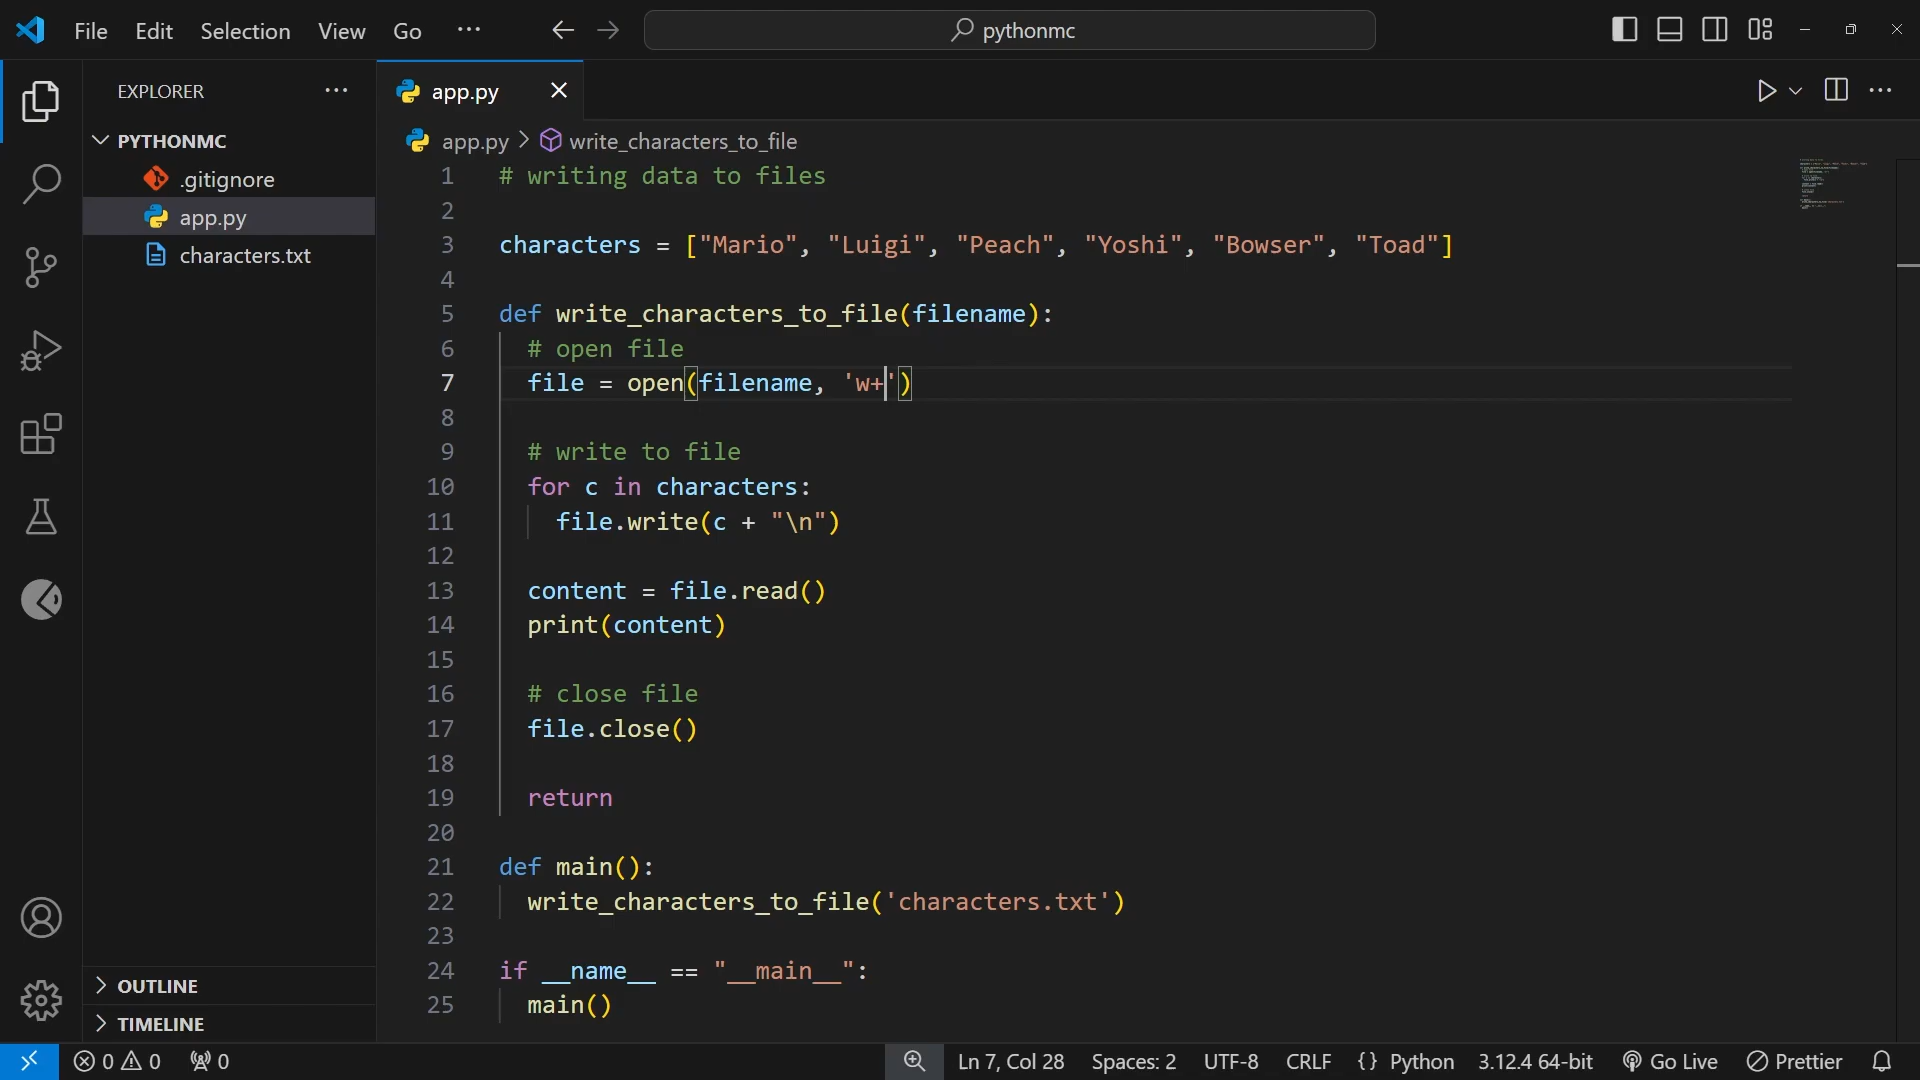 File Edit Selection View Go ··· pythonmc
EXPLORER ···
PYTHONMC
.gitignore
app.py
characters.txt
OUTLINE
TIMELINE
app.py
app.py > write_characters_to_file
1 # writing data to files
2
3 characters = ["Mario", "Luigi", "Peach", "Yoshi", "Bowser", "Toad"]
4
5 def write_characters_to_file(filename):
6 # open file
7 file = open(filename, 'w+')
8
9 # write to file
10 for c in characters:
11 file.write(c + "\n")
12
13 content = file.read()
14 print(content)
15
16 # close file
17 file.close()
18
19 return
20
21 def main():
22 write_characters_to_file('characters.txt')
23
24 if __name__ == "__main__":
25 main()
0 0 0 Ln 7, Col 28 Spaces: 2 UTF-8 CRLF {} Python 3.12.4 64-bit Go Live Prettier